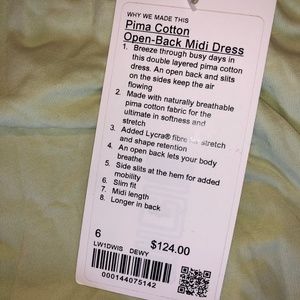 WHY WE MADE THIS
Pima Cotton
Open-Back Midi Dress
1. Breeze through busy days in
this double layered pima cotton
dress. An open back and slits
on the sides keep the air
flowing
2. Made with naturally breathable
pima cotton fabric for the
ultimate in softness and
stretch
3. Added Lycra® fibre for stretch
and shape retention
4. An open back lets your body
breathe
5. Side slits at the hem for added
mobility
6. Slim fit
7. Midi length
8. Longer in back
6 $124.00
LW1DWIS DEWY
000144075142